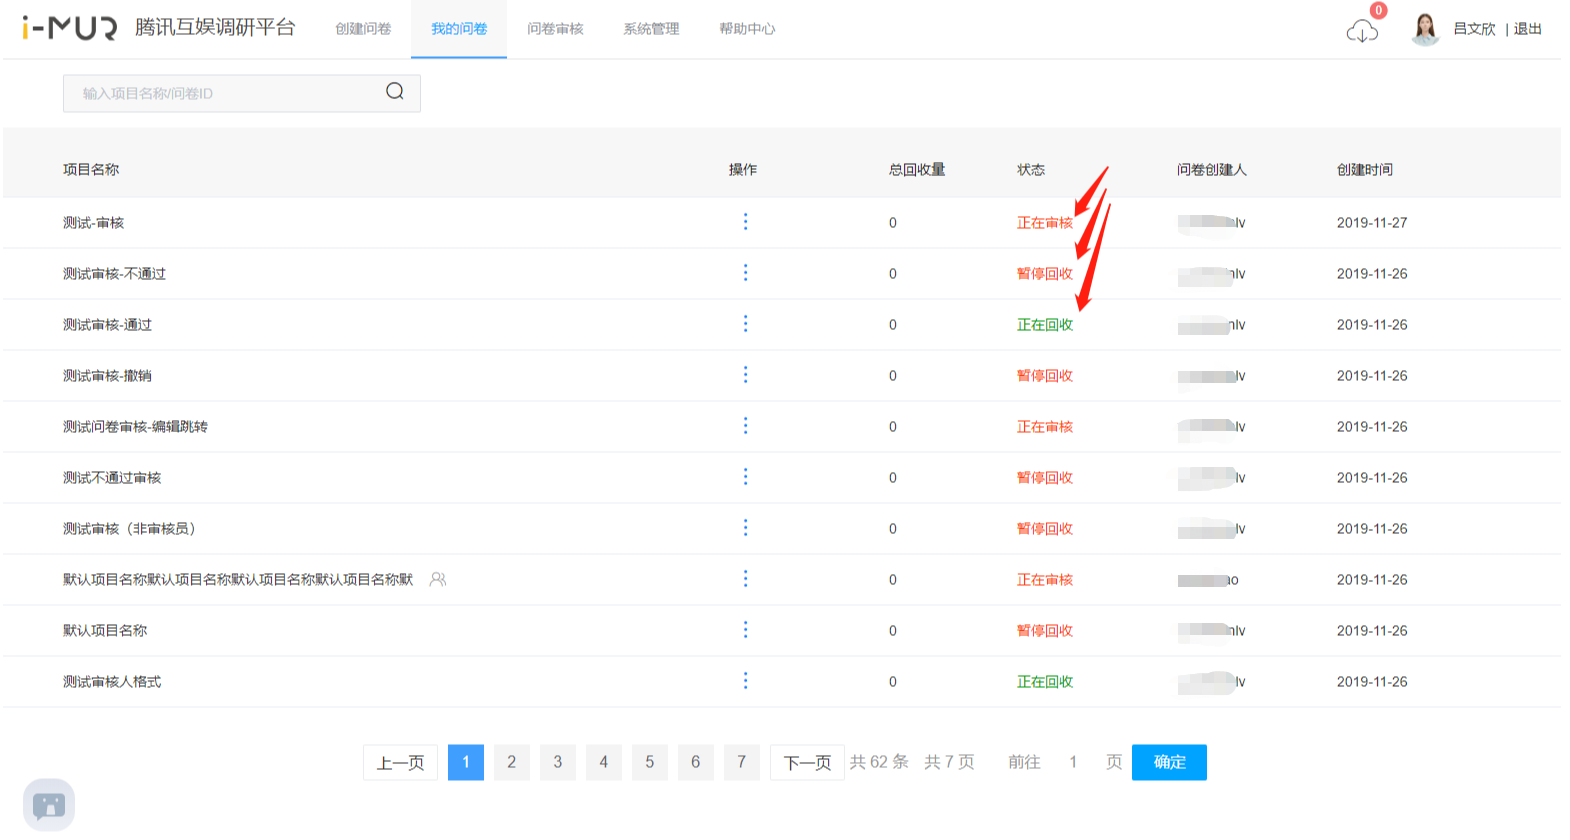 i-MUR 腾讯互娱调研平台 创建问卷 我的问卷 问卷审核 系统管理 帮助中心 0 吕文欣 | 退出
输入项目名称/问卷ID
项目名称 操作 总回收量 状态 问卷创建人 创建时间
测试-审核 0 正在审核 lv 2019-11-27
测试审核-不通过 0 暂停回收 nlv 2019-11-26
测试审核-通过 0 正在回收 nlv 2019-11-26
测试审核-撤销 0 暂停回收 lv 2019-11-26
测试问卷审核-编辑跳转 0 正在审核 lv 2019-11-26
测试不通过审核 0 暂停回收 lv 2019-11-26
测试审核（非审核员） 0 暂停回收 lv 2019-11-26
默认项目名称默认项目名称默认项目名称默认项目名称默 0 正在审核 ao 2019-11-26
默认项目名称 0 暂停回收 nlv 2019-11-26
测试审核人格式 0 正在回收 lv 2019-11-26
上一页 1 2 3 4 5 6 7 下一页 共 62 条 共 7 页 前往 1 页 确定